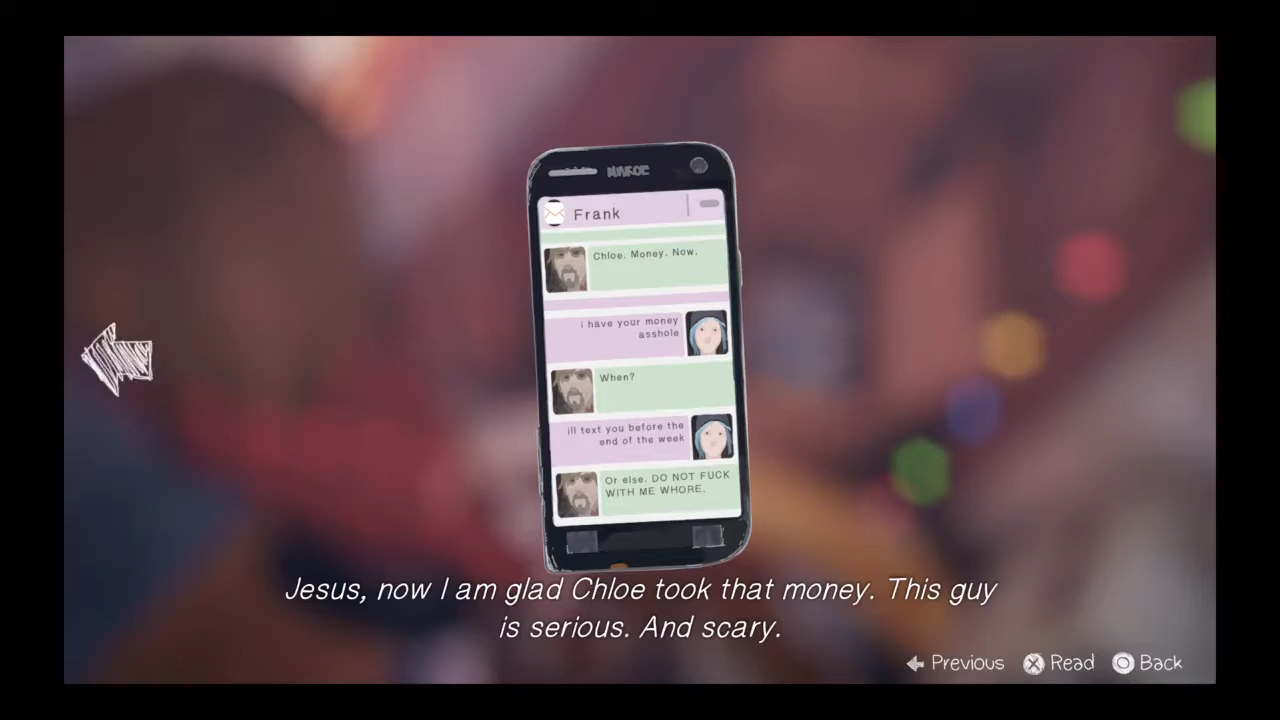 Frank
Chloe. Money. Now.
i have your money
asshole
When?
ill text you before the
end of the week
Or else. DO NOT FUCK
WITH ME WHORE.
Jesus, now I am glad Chloe took that money. This guy
is serious. And scary.
Previous Read Back